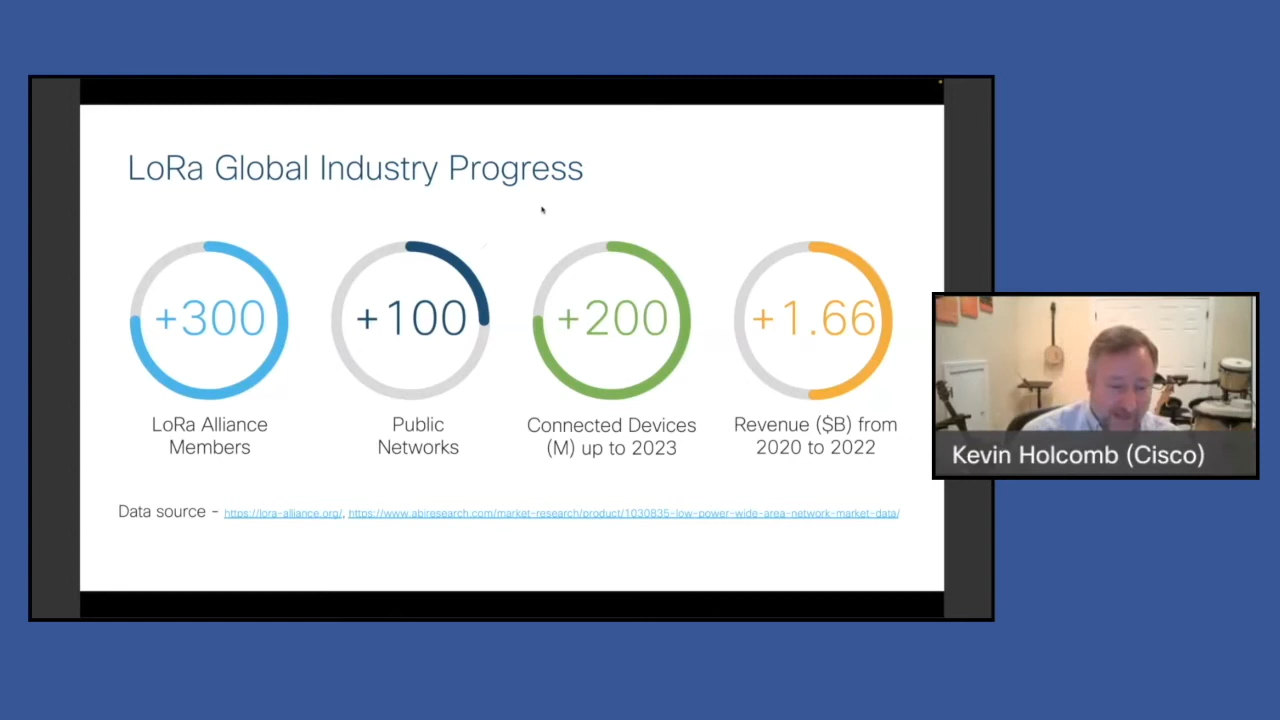 LoRa Global Industry Progress
+300
+100
+200
+1.66
LoRa Alliance
Members
Public
Networks
Connected Devices
(M) up to 2023
Revenue ($B) from
2020 to 2022
Data source - https://lora-alliance.org/, https://www.abiresearch.com/market-research/product/1030835-low-power-wide-area-network-market-data/
Kevin Holcomb (Cisco)